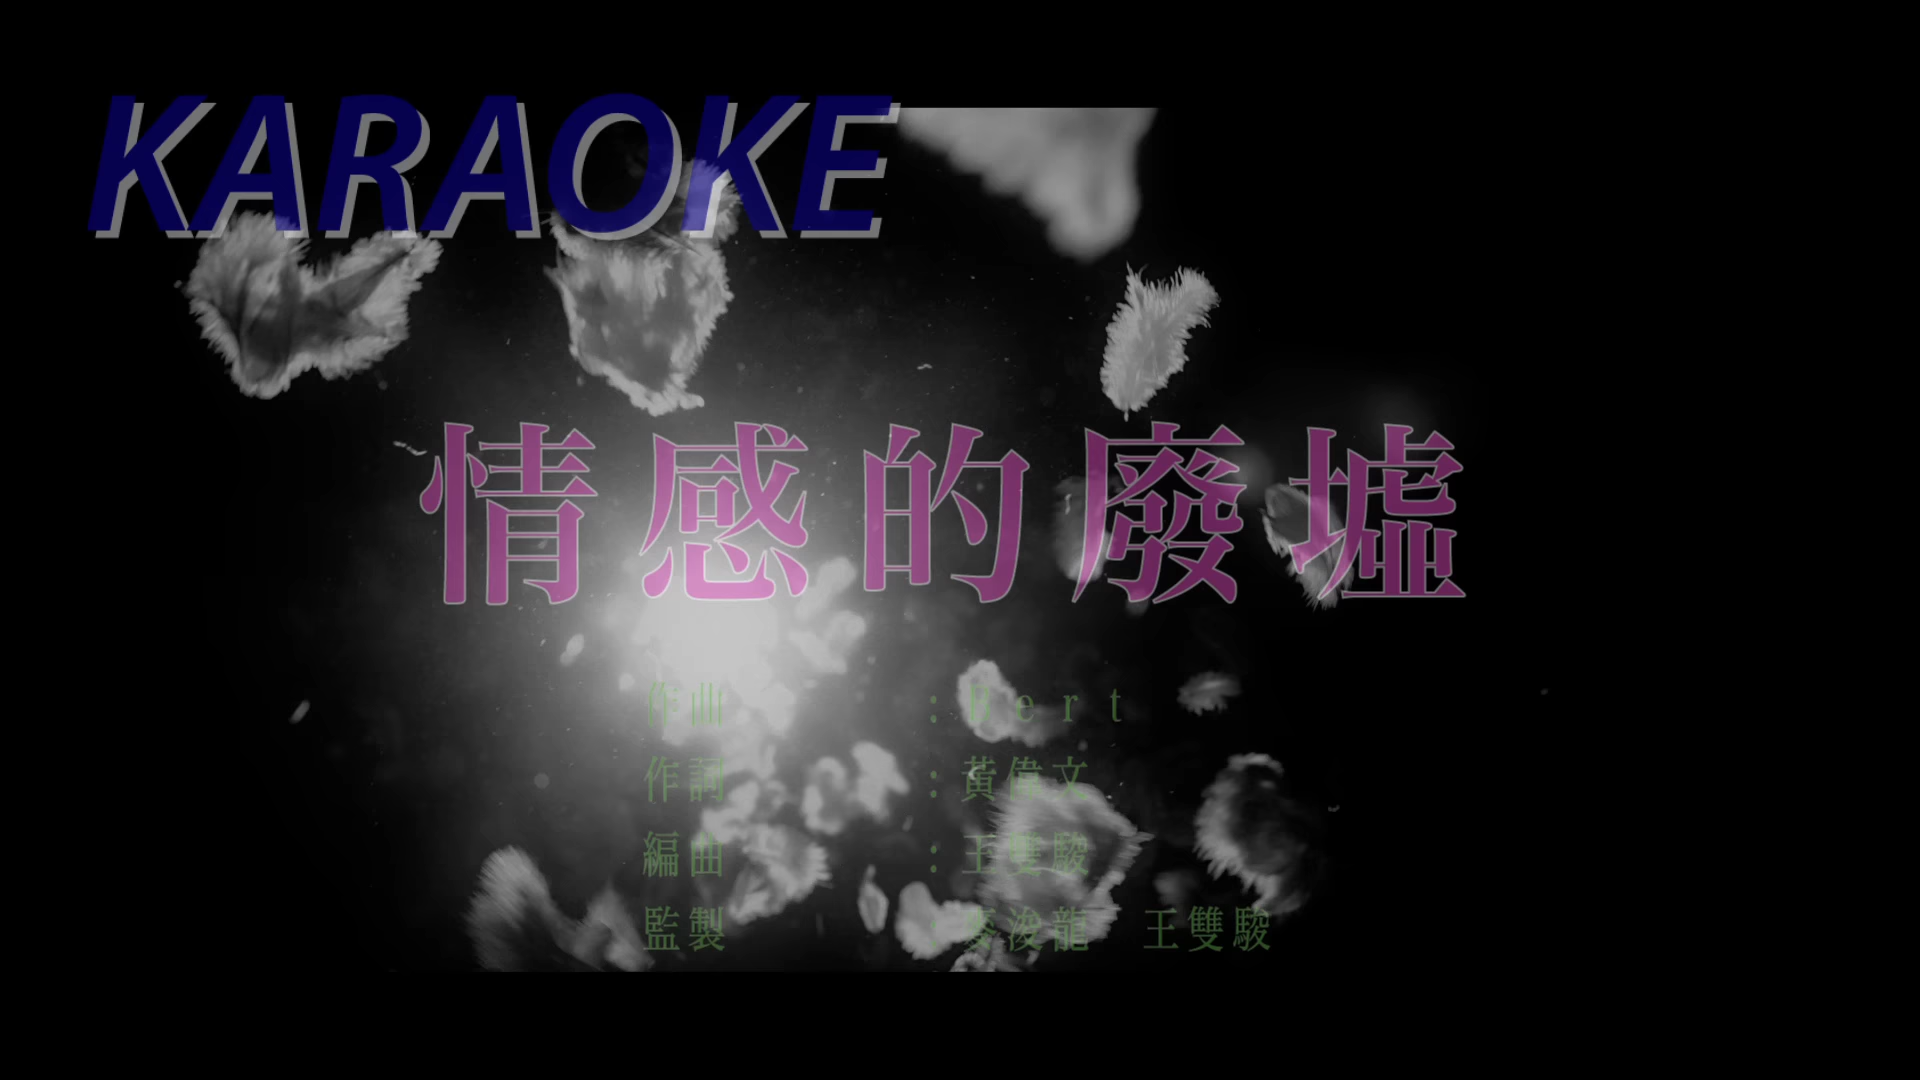 KARAOKE
情感的廢墟
作曲 : Bert
作詞 : 黃偉文
編曲 : 王雙駿
監製 : 麥浚龍 王雙駿